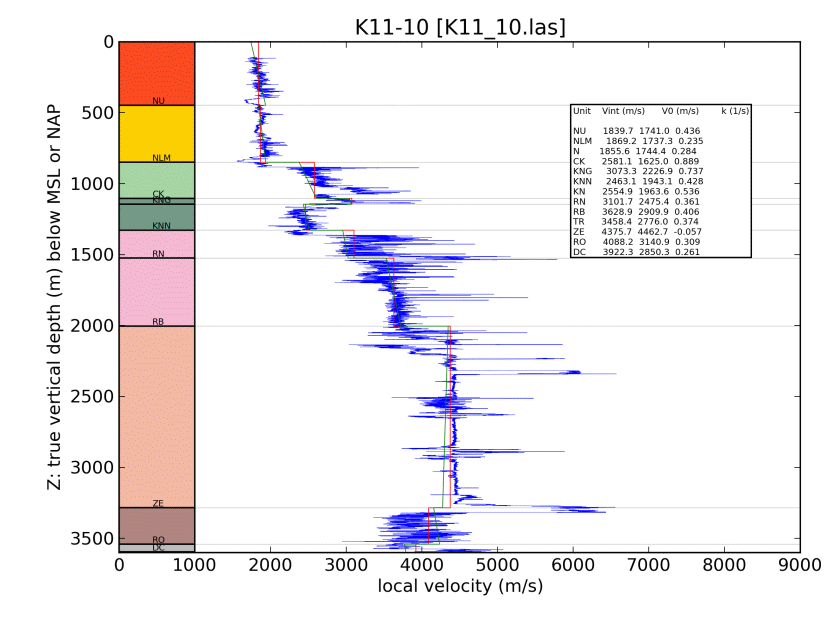 K11-10 [K11_10.las]
0
500
1000
1500
2000
2500
3000
3500
Z: true vertical depth (m) below MSL or NAP
NU
NLM
CK
KNG
KNN
RN
RB
ZE
RO
DC
Unit Vint (m/s) V0 (m/s) k (1/s)
NU 1839.7 1741.0 0.436
NLM 1869.2 1737.3 0.235
N 1855.6 1744.4 0.284
CK 2581.1 1625.0 0.889
KNG 3073.3 2226.9 0.737
KNN 2463.1 1943.1 0.428
KN 2554.9 1963.6 0.536
RN 3101.7 2475.4 0.361
RB 3628.9 2909.9 0.406
TR 3458.4 2776.0 0.374
ZE 4375.7 4462.7 -0.057
RO 4088.2 3140.9 0.309
DC 3922.3 2850.3 0.261
0 1000 2000 3000 4000 5000 6000 7000 8000 9000
local velocity (m/s)